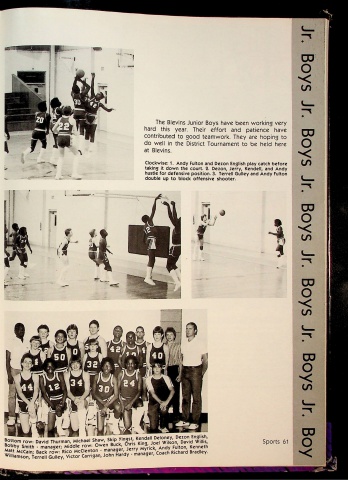 The Blevins Junior Boys have been working very
hard this year. Their effort and patience have
contributed to good teamwork. They are hoping to
do well in the District Tournament to be held here
at Blevins.
Clockwise: 1. Andy Fulton and Dezon English play catch before
taking it down the court. 2. Dezon, Jerry, Kendell, and Andy
hustle for defensive position. 3. Terrell Gulley and Andy Fulton
double up to block offensive shooter.
Jr. Boys Jr. Boys Jr. Boys Jr. Boys Jr. Boys Jr. Boy
Bottom row: David Thurman, Michael Shaw, Skip Finigst, Kendall Deloney, Dezon English,
Bobby Smith - manager; Middle row: Owen Buck, Chris King, Joel Wilson, David Willis,
Matt McCain; Back row: Rico McClendon, Jerry Myrick, Andy Fulton, Kenneth
Williamson, Terrell Gulley, Victor Carrigan, John Hardy - manager, Coach Richard Bradley.
Sports 61